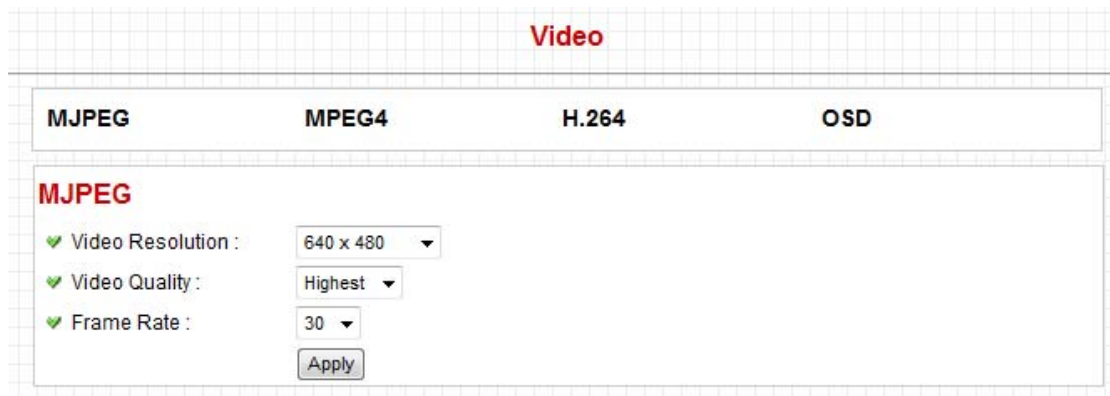 Video
MJPEG MPEG4 H.264 OSD
MJPEG
Video Resolution : 640 x 480
Video Quality : Highest
Frame Rate : 30
Apply